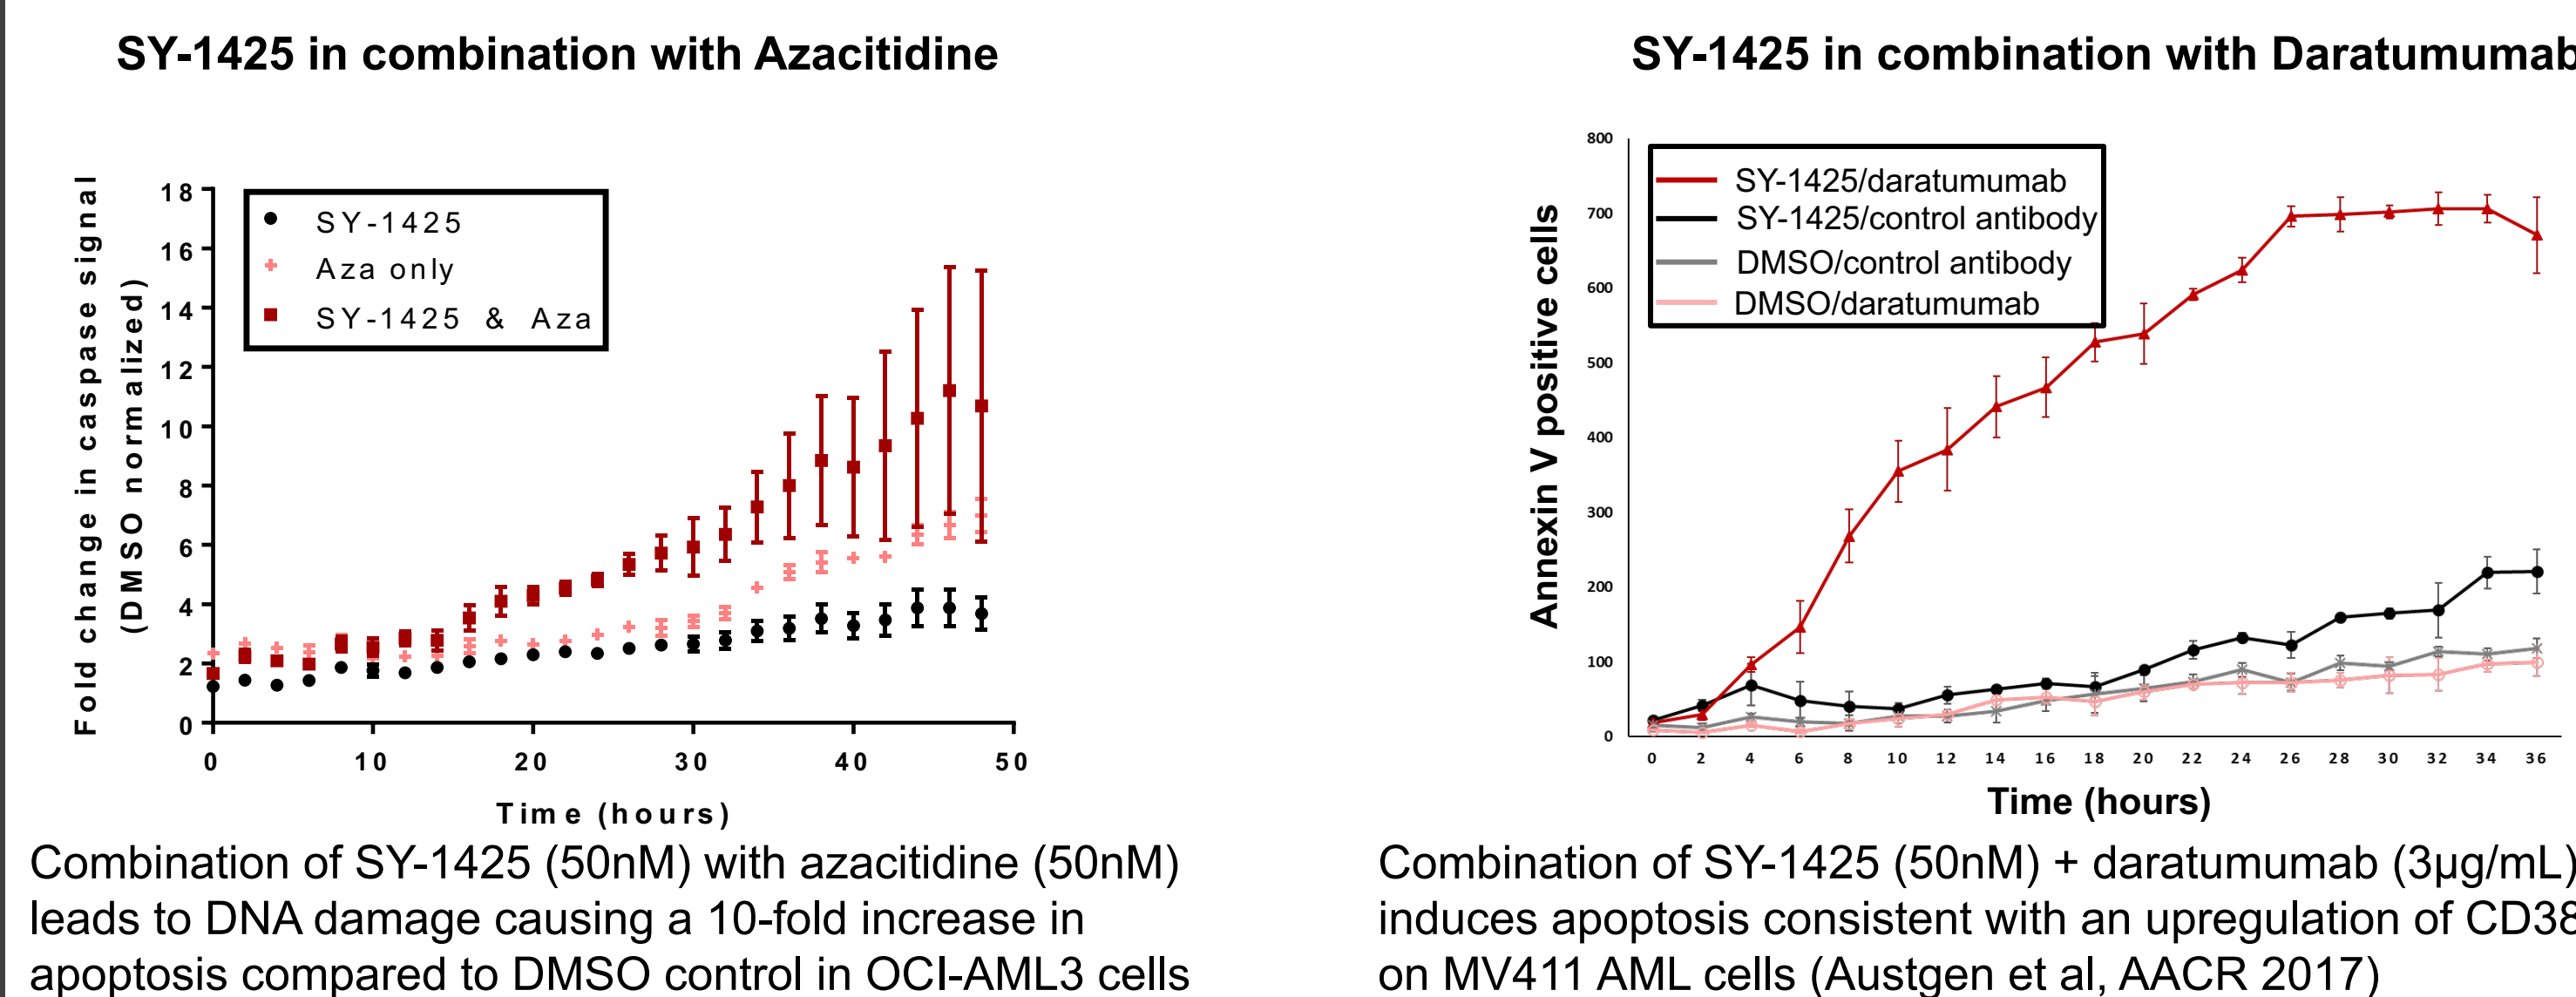 SY-1425 in combination with Azacitidine
Fold change in caspase signal
(DMSO normalized)
18
16
14
12
10
8
6
4
2
0
SY-1425
Aza only
SY-1425 & Aza
0 10 20 30 40 50
Time (hours)
Combination of SY-1425 (50nM) with azacitidine (50nM)
leads to DNA damage causing a 10-fold increase in
apoptosis compared to DMSO control in OCI-AML3 cells
SY-1425 in combination with Daratumumab
Annexin V positive cells
800
700
600
500
400
300
200
100
0
SY-1425/daratumumab
SY-1425/control antibody
DMSO/control antibody
DMSO/daratumumab
0 2 4 6 8 10 12 14 16 18 20 22 24 26 28 30 32 34 36
Time (hours)
Combination of SY-1425 (50nM) + daratumumab (3µg/mL)
induces apoptosis consistent with an upregulation of CD38
on MV411 AML cells (Austgen et al, AACR 2017)